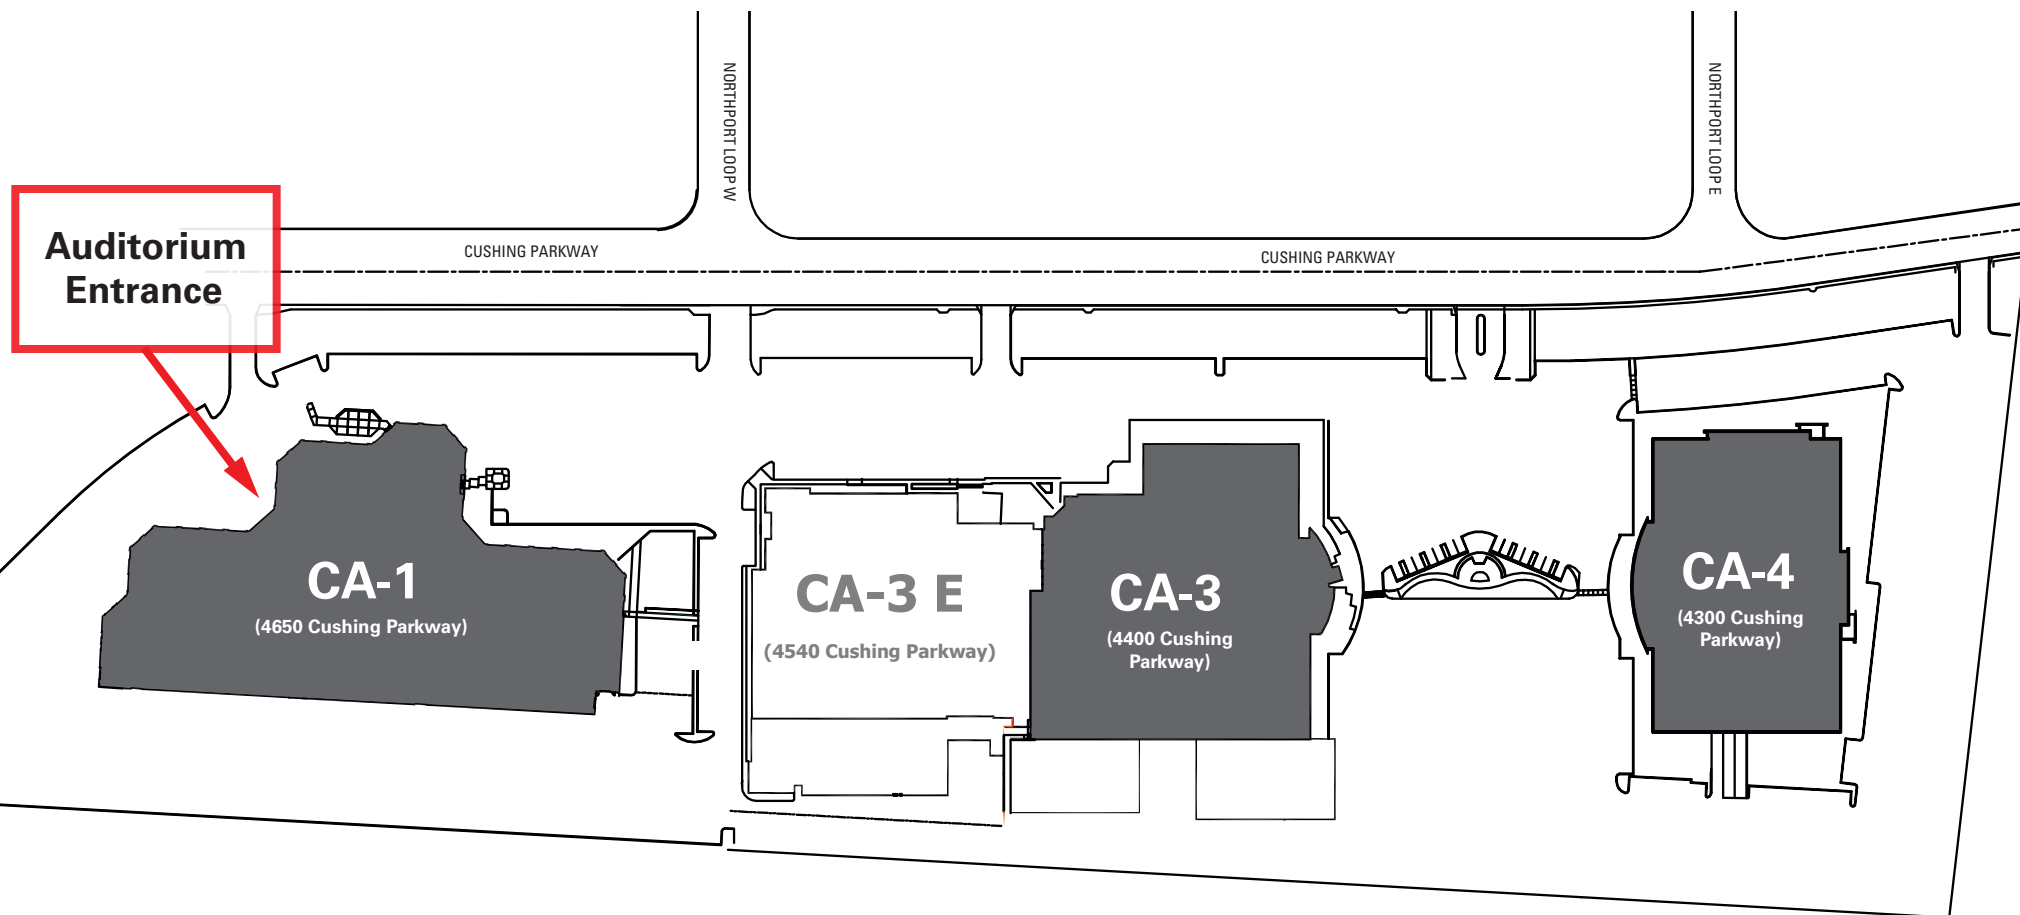 NORTHPORT LOOP W
NORTHPORT LOOP E
Auditorium
Entrance
CUSHING PARKWAY
CUSHING PARKWAY
CA-1
(4650 Cushing Parkway)
CA-3 E
(4540 Cushing Parkway)
CA-3
(4400 Cushing
Parkway)
CA-4
(4300 Cushing
Parkway)